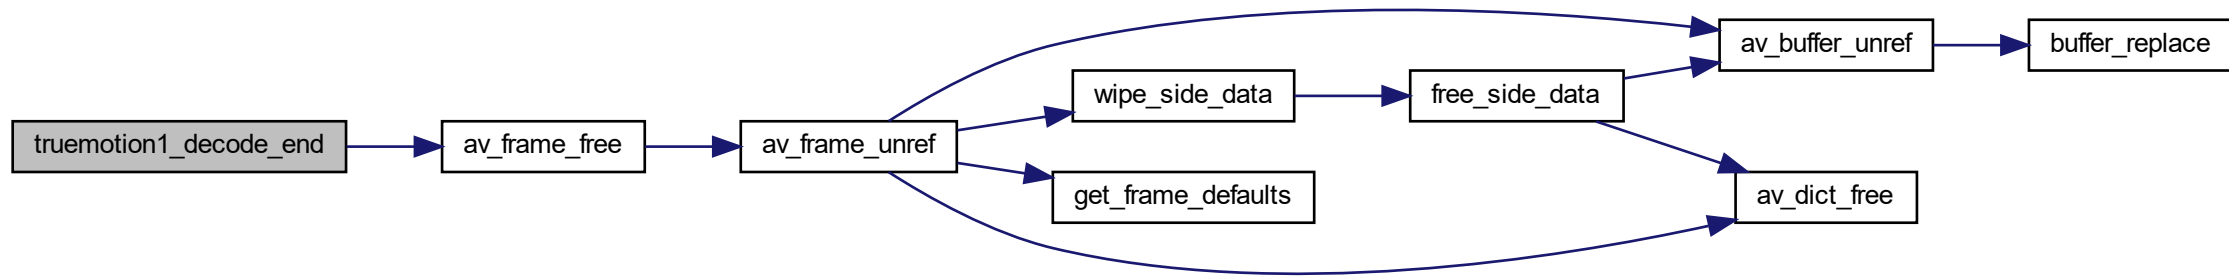 truemotion1_decode_end
av_frame_free
av_frame_unref
wipe_side_data
get_frame_defaults
free_side_data
av_buffer_unref
av_dict_free
buffer_replace